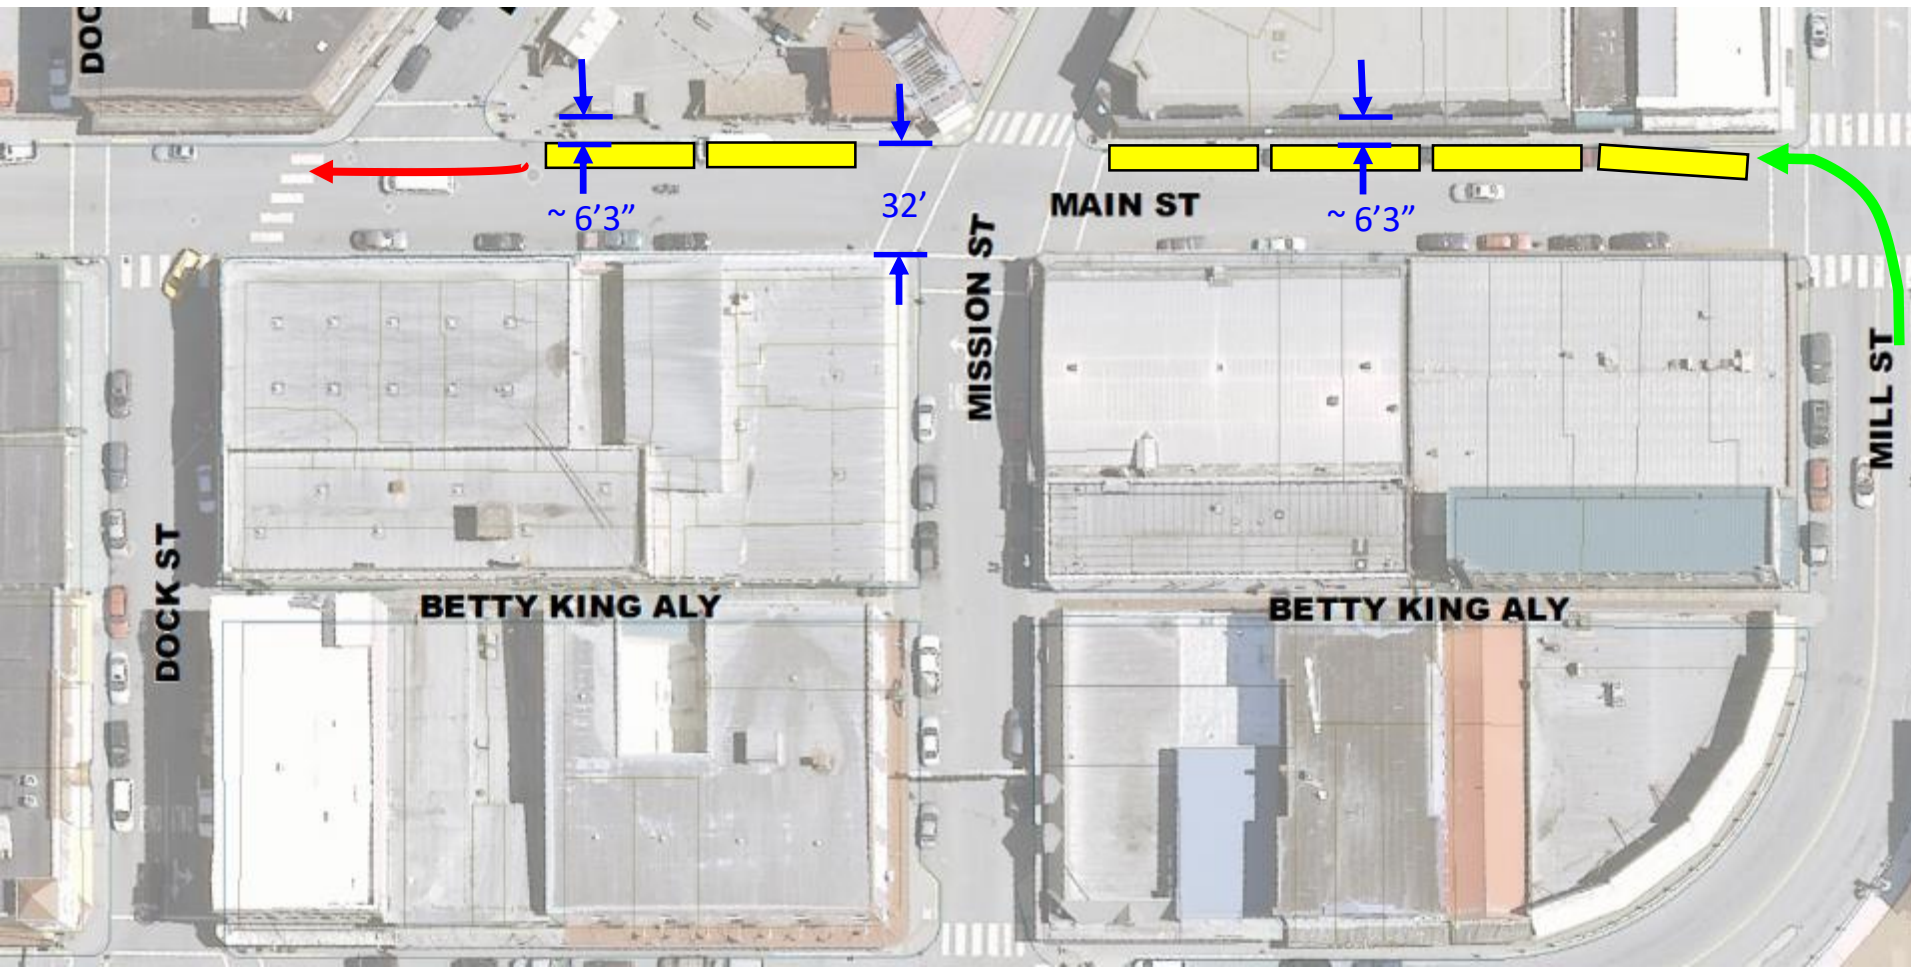 DOC
32'
~ 6'3”
MAIN ST
~ 6'3”
MISSION ST
MILL ST
DOCK ST
BETTY KING ALY
BETTY KING ALY